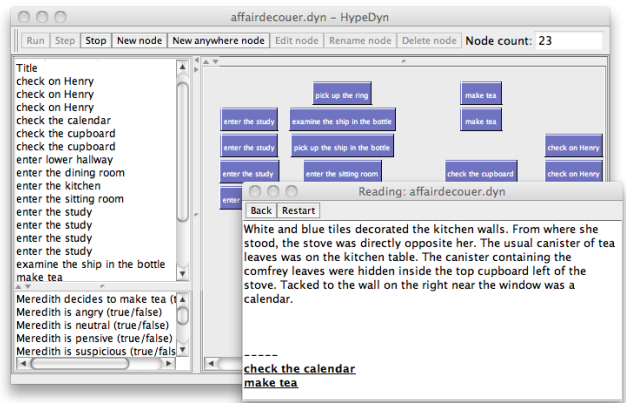 affairdecouer.dyn – HypeDyn
Run Step Stop New node New anywhere node Edit node Rename node Delete node Node count: 23
Title
check on Henry
check on Henry
check on Henry
check the calendar
check the cupboard
check the cupboard
enter lower hallway
enter the dining room
enter the kitchen
enter the sitting room
enter the study
enter the study
enter the study
enter the study
examine the ship in the bottle
make tea
Meredith decides to make tea (t
Meredith is angry (true/false)
Meredith is neutral (true/false)
Meredith is pensive (true/false)
Meredith is suspicious (true/fals
pick up the ring make tea
enter the study examine the ship in the bottle make tea
enter the study pick up the ship in the bottle check on Henry
enter the study enter the sitting room check the cupboard check on Henry
enter
Reading: affairdecouer.dyn
Back Restart
White and blue tiles decorated the kitchen walls. From where she
stood, the stove was directly opposite her. The usual canister of tea
leaves was on the kitchen table. The canister containing the
comfrey leaves were hidden inside the top cupboard left of the
stove. Tacked to the wall on the right near the window was a
calendar.
-----
check the calendar
make tea